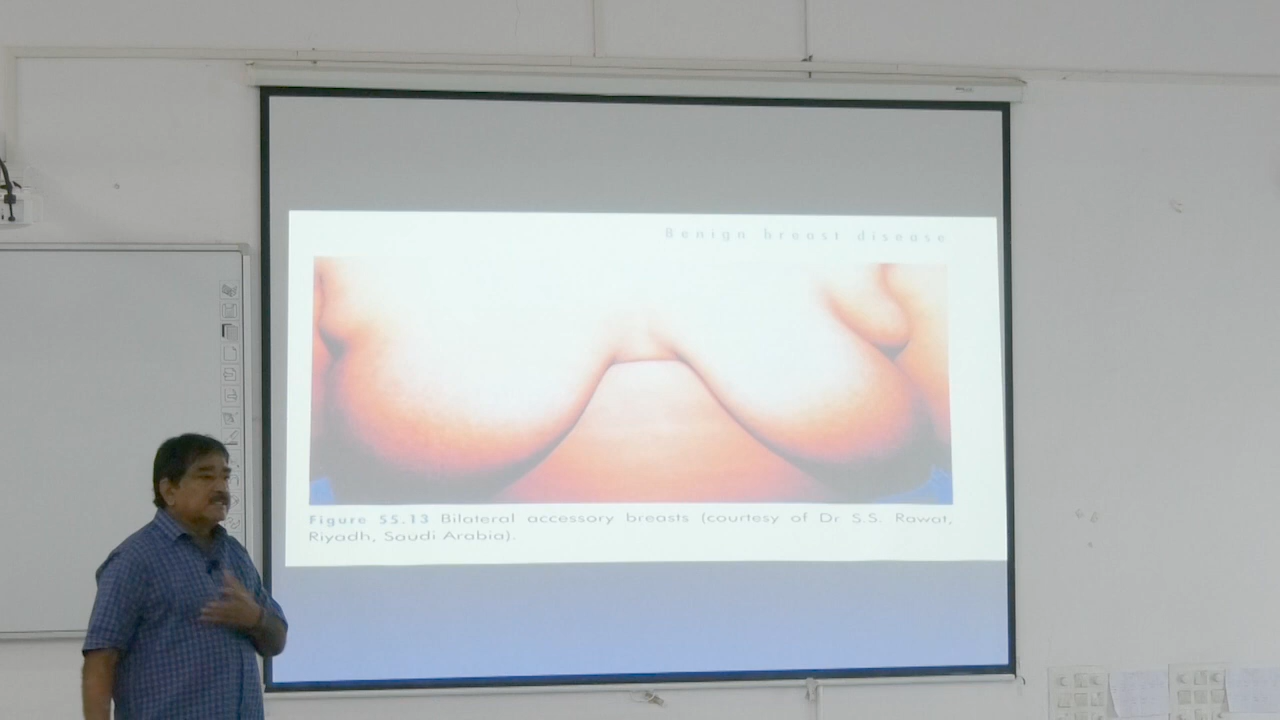 Benign breast disease
Figure 55.13 Bilateral accessory breasts (courtesy of Dr S.S. Rawat,
Riyadh, Saudi Arabia).